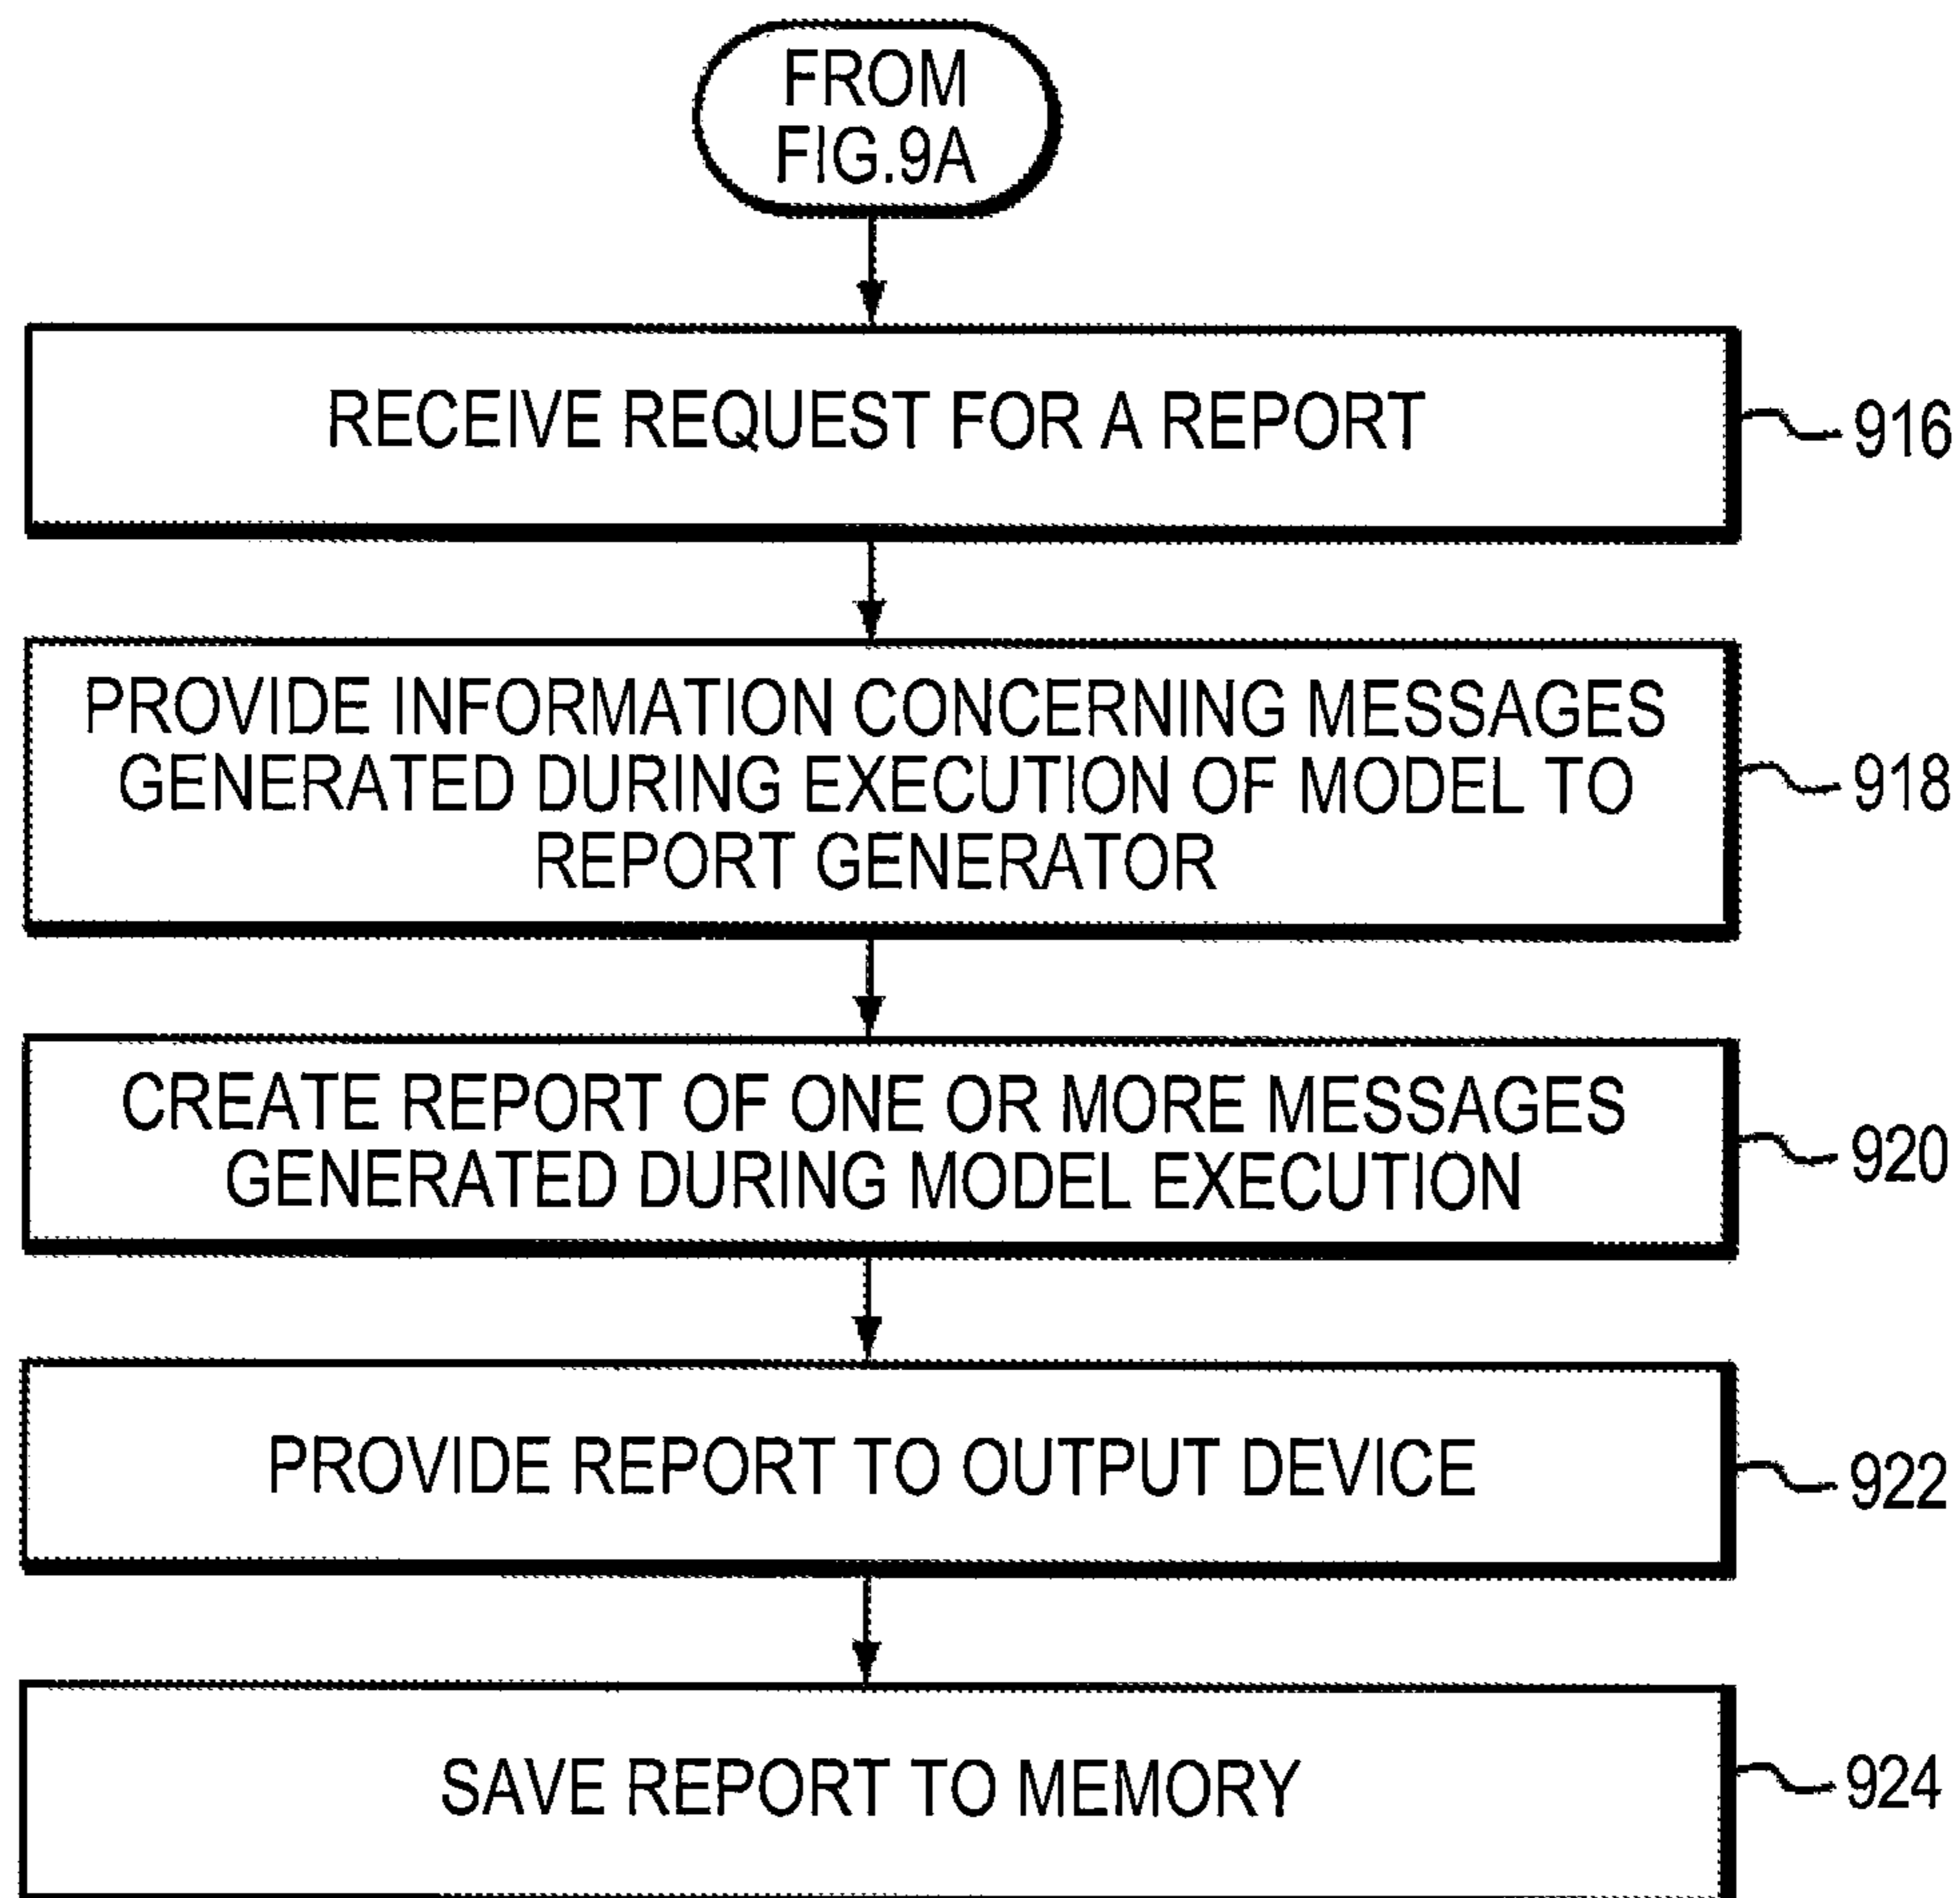 FROM
FIG.9A
RECEIVE REQUEST FOR A REPORT
916
PROVIDE INFORMATION CONCERNING MESSAGES
GENERATED DURING EXECUTION OF MODEL TO
REPORT GENERATOR
918
CREATE REPORT OF ONE OR MORE MESSAGES
GENERATED DURING MODEL EXECUTION
920
PROVIDE REPORT TO OUTPUT DEVICE
922
SAVE REPORT TO MEMORY
924